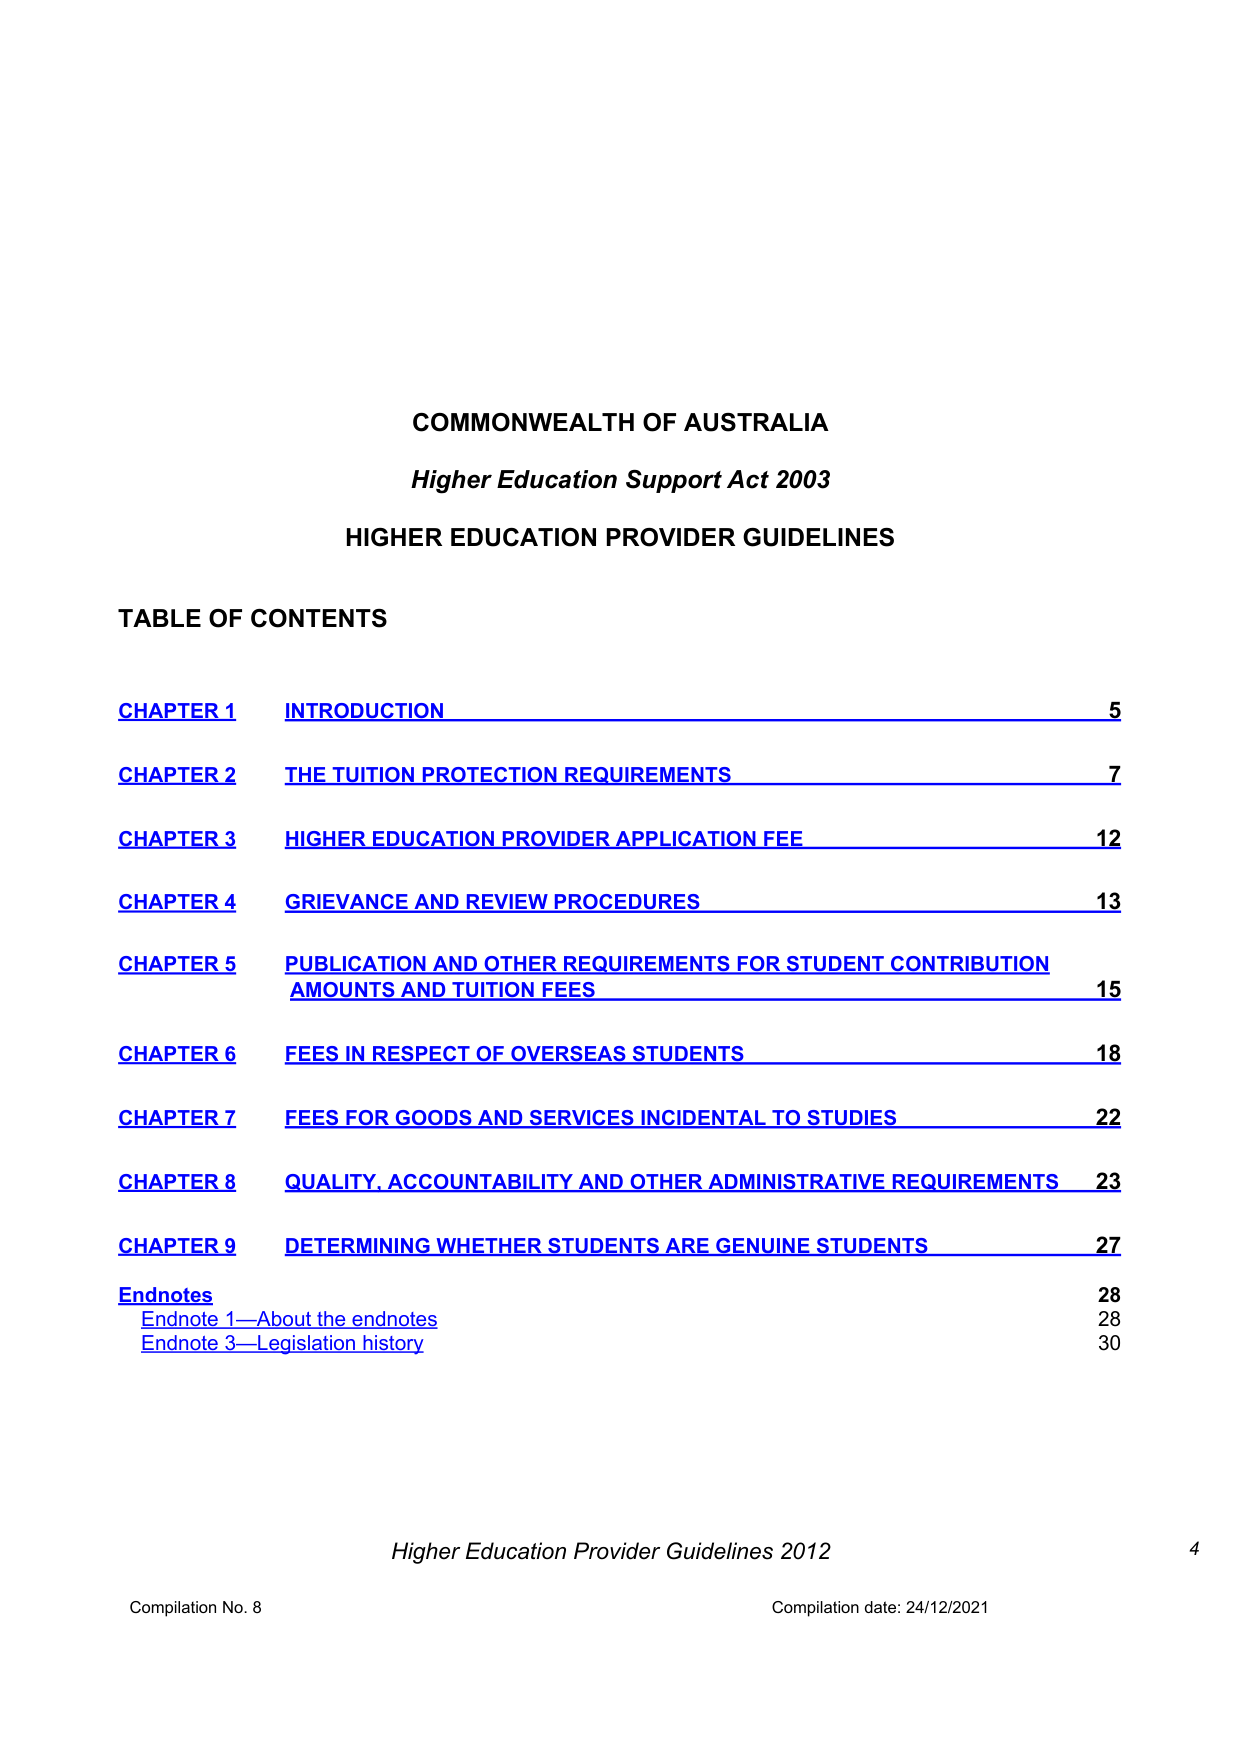 COMMONWEALTH OF AUSTRALIA
Higher Education Support Act 2003
HIGHER EDUCATION PROVIDER GUIDELINES
TABLE OF CONTENTS
CHAPTER 1 INTRODUCTION 5
CHAPTER 2 THE TUITION PROTECTION REQUIREMENTS 7
CHAPTER 3 HIGHER EDUCATION PROVIDER APPLICATION FEE 12
CHAPTER 4 GRIEVANCE AND REVIEW PROCEDURES 13
CHAPTER 5 PUBLICATION AND OTHER REQUIREMENTS FOR STUDENT CONTRIBUTION
AMOUNTS AND TUITION FEES 15
CHAPTER 6 FEES IN RESPECT OF OVERSEAS STUDENTS 18
CHAPTER 7 FEES FOR GOODS AND SERVICES INCIDENTAL TO STUDIES 22
CHAPTER 8 QUALITY, ACCOUNTABILITY AND OTHER ADMINISTRATIVE REQUIREMENTS 23
CHAPTER 9 DETERMINING WHETHER STUDENTS ARE GENUINE STUDENTS 27
Endnotes 28
Endnote 1—About the endnotes 28
Endnote 3—Legislation history 30
Higher Education Provider Guidelines 2012 4
Compilation No. 8 Compilation date: 24/12/2021